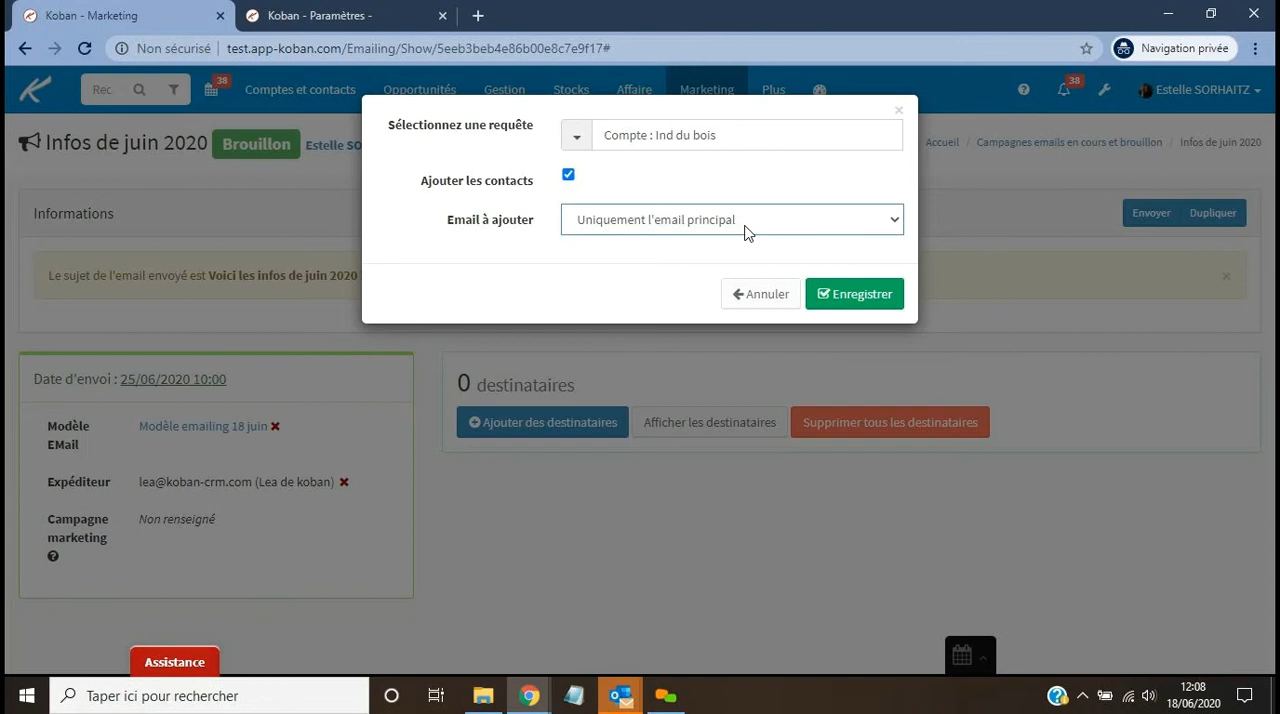 Koban - Marketing
Koban - Paramètres -
Non sécurisé
test.app-koban.com/Emailing/Show/5eeb3beb4e86b00e8c7e9f17#
Navigation privée
Rec.
38
Comptes et contacts
Opportunités
Gestion
Stocks
Affaire
Marketing
Plus
38
Estelle SORHAITZ
Infos de juin 2020
Brouillon
Estelle SO
Accueil
Campagnes emails en cours et brouillon
Infos de juin 2020
Sélectionnez une requête
Compte : Ind du bois
Ajouter les contacts
Email à ajouter
Uniquement l'email principal
Annuler
Enregistrer
Informations
Envoyer
Dupliquer
Le sujet de l'email envoyé est Voici les infos de juin 2020
Date d'envoi : 25/06/2020 10:00
Modèle EMail
Modèle emailing 18 juin
Expéditeur
lea@koban-crm.com (Lea de koban)
Campagne marketing
Non renseigné
0 destinataires
Ajouter des destinataires
Afficher les destinataires
Supprimer tous les destinataires
Assistance
Taper ici pour rechercher
12:08
18/06/2020